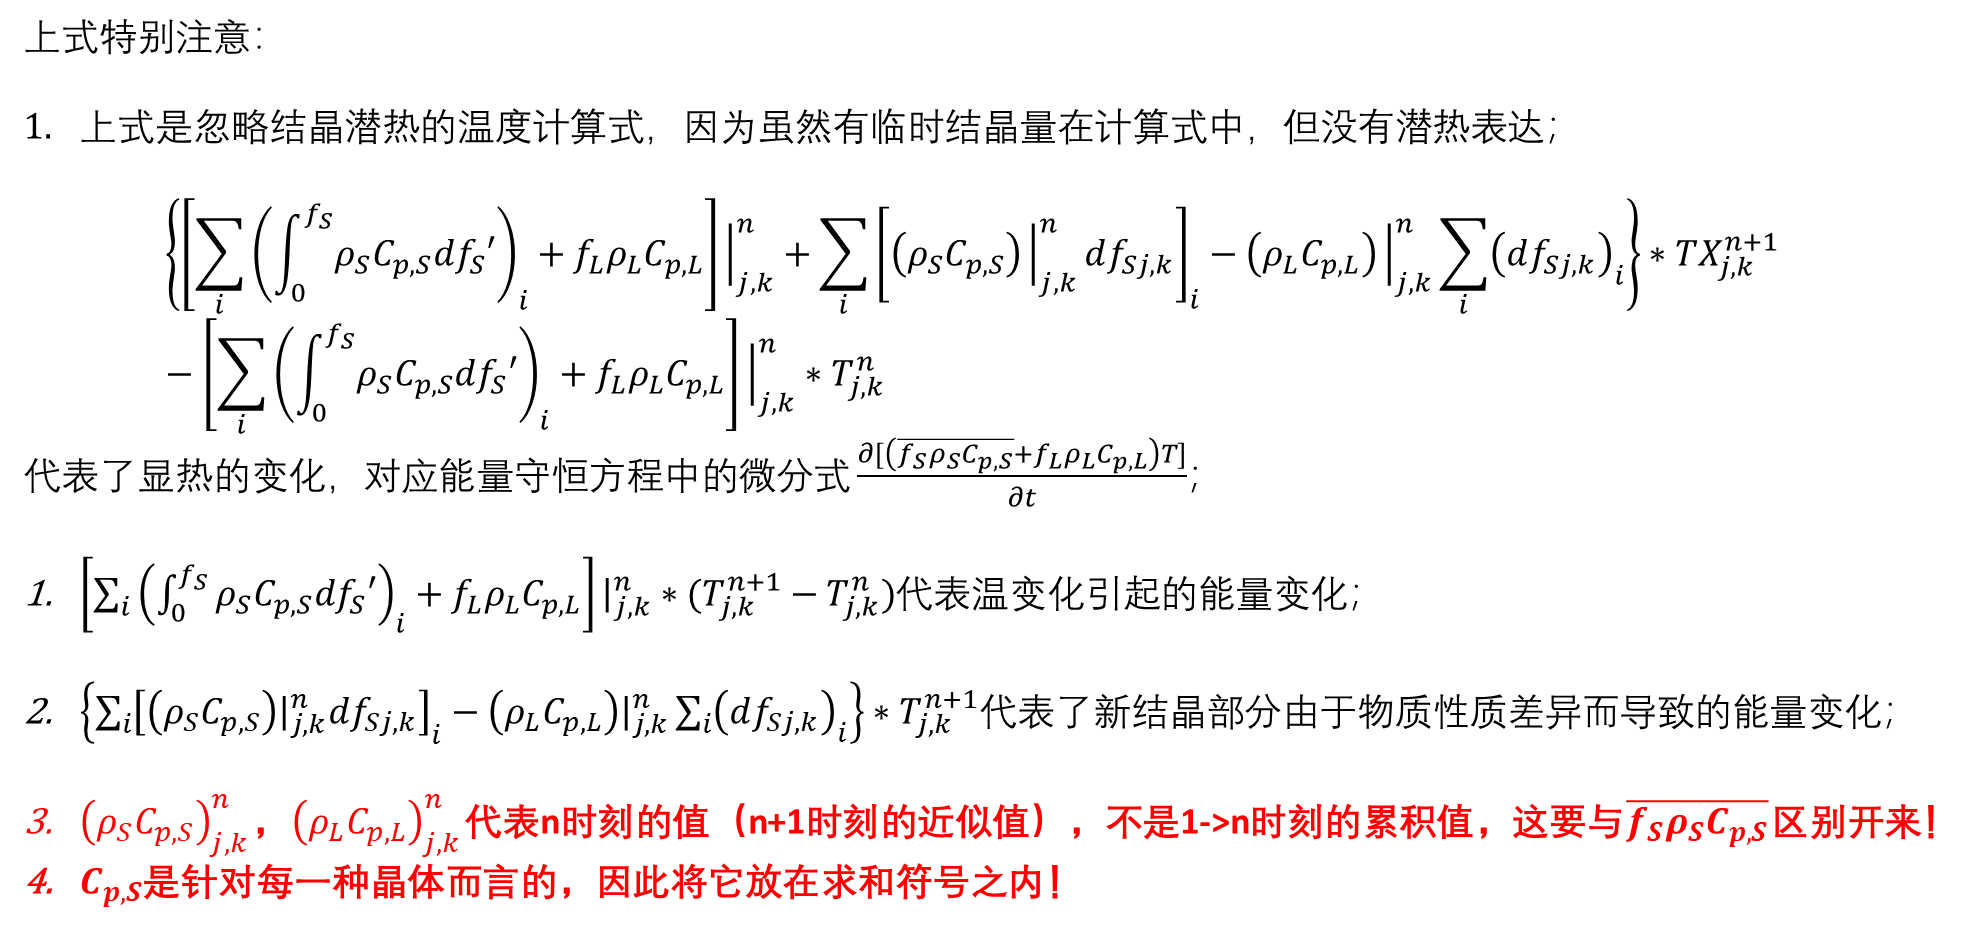 上式特别注意：
1. 上式是忽略结晶潜热的温度计算式，因为虽然有临时结晶量在计算式中，但没有潜热表达；
{[∑_i (∫_0^{f_S} ρ_S C_{p,S} df_S′)_i + f_L ρ_L C_{p,L}]|_{j,k}^n + ∑_i [(ρ_S C_{p,S})|_{j,k}^n df_{Sj,k}]_i − (ρ_L C_{p,L})|_{j,k}^n ∑_i (df_{Sj,k})_i} * TX_{j,k}^{n+1}
− [∑_i (∫_0^{f_S} ρ_S C_{p,S} df_S′)_i + f_L ρ_L C_{p,L}]|_{j,k}^n * T_{j,k}^n
代表了显热的变化，对应能量守恒方程中的微分式 \frac{∂[(\overline{f_S ρ_S C_{p,S}}+f_L ρ_L C_{p,L})T]}{∂t}；
1. [∑_i (∫_0^{f_S} ρ_S C_{p,S} df_S′)_i + f_L ρ_L C_{p,L}]|_{j,k}^n * (T_{j,k}^{n+1} − T_{j,k}^n)代表温变化引起的能量变化；
2. {∑_i[(ρ_S C_{p,S})|_{j,k}^n df_{Sj,k}]_i − (ρ_L C_{p,L})|_{j,k}^n ∑_i(df_{Sj,k})_i} * T_{j,k}^{n+1}代表了新结晶部分由于物质性质差异而导致的能量变化；
3. (ρ_S C_{p,S})_{j,k}^n，(ρ_L C_{p,L})_{j,k}^n代表n时刻的值（n+1时刻的近似值），不是1->n时刻的累积值，这要与\overline{f_S ρ_S C_{p,S}}区别开来！
4. C_{p,S}是针对每一种晶体而言的，因此将它放在求和符号之内！